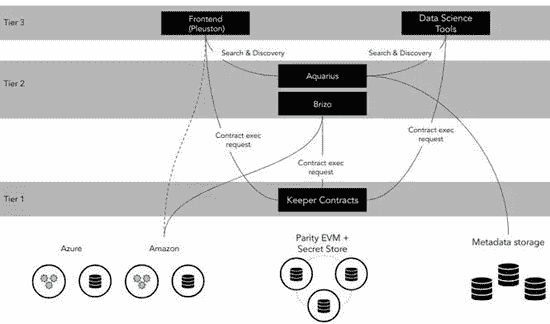 Tier 3
Frontend
(Pleuston)
Data Science
Tools
Search & Discovery
Search & Discovery
Tier 2
Aquarius
Brizo
Contract exec
request
Contract exec
request
Contract exec
request
Tier 1
Keeper Contracts
Azure
Amazon
Parity EVM +
Secret Store
Metadata storage